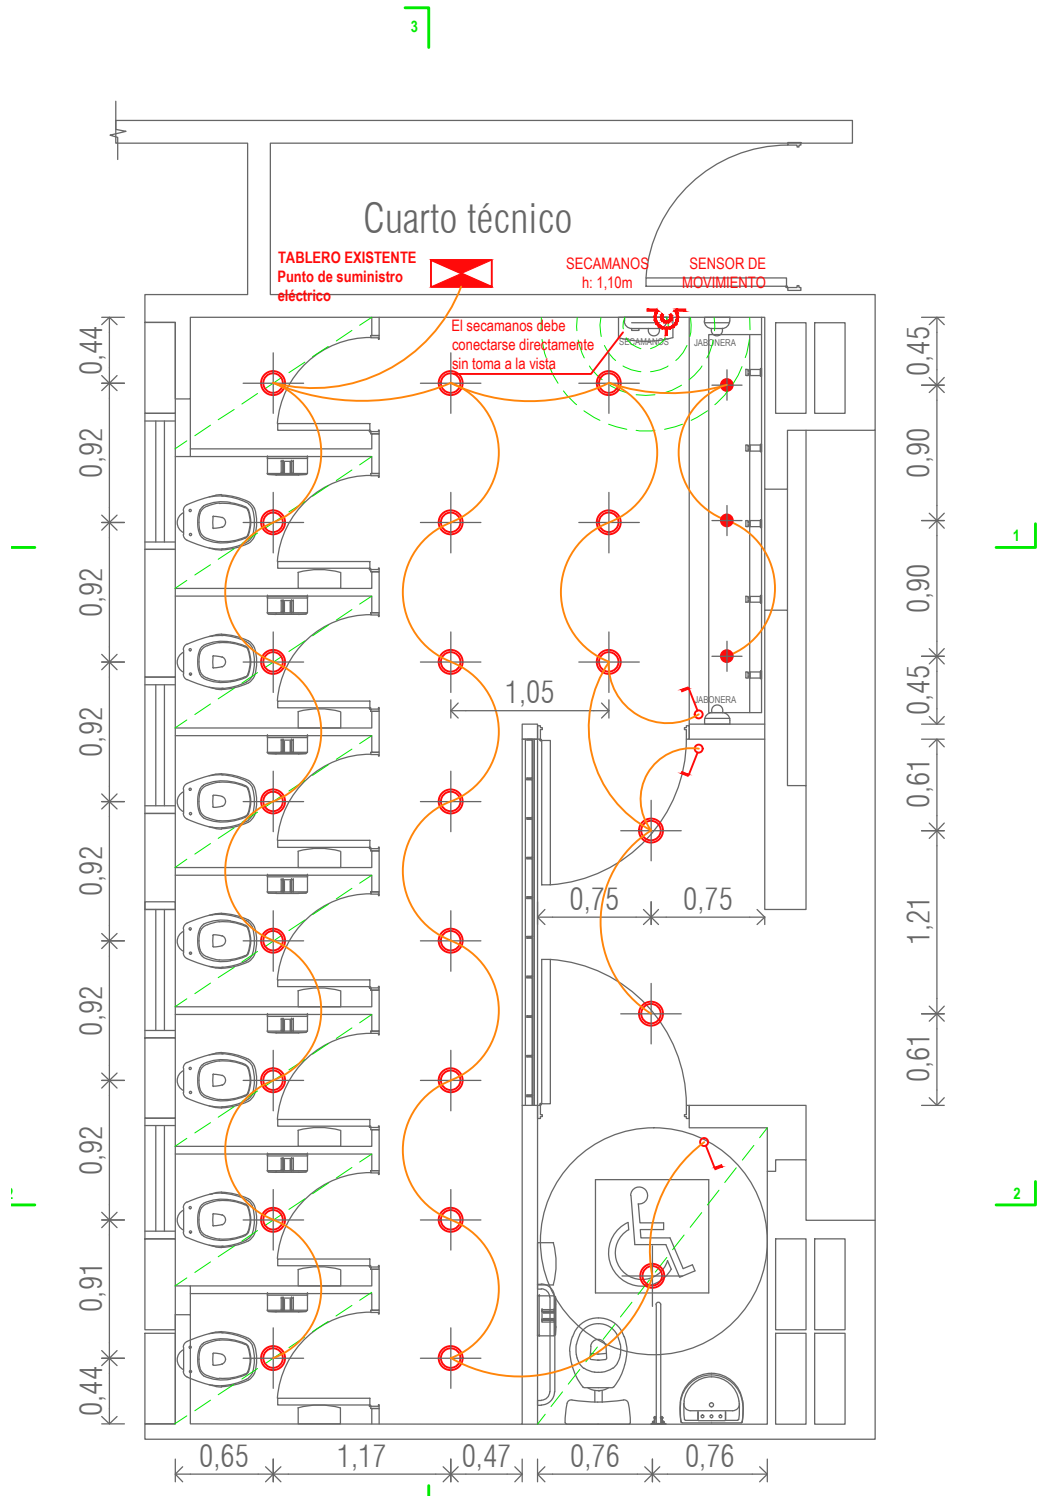 3
Cuarto técnico
TABLERO EXISTENTE
Punto de suministro
eléctrico
SECAMANOS
h: 1,10m
SENSOR DE
MOVIMIENTO
El secamanos debe
conectarse directamente
sin toma a la vista
SECAMANOS
JABONERA
0,44
0,45
0,92
0,90
1
0,92
0,90
1,05
JABONERA
0,45
0,92
0,61
0,92
0,75
0,75
1,21
0,92
0,61
0,92
2
0,91
0,44
0,65
1,17
0,47
0,76
0,76